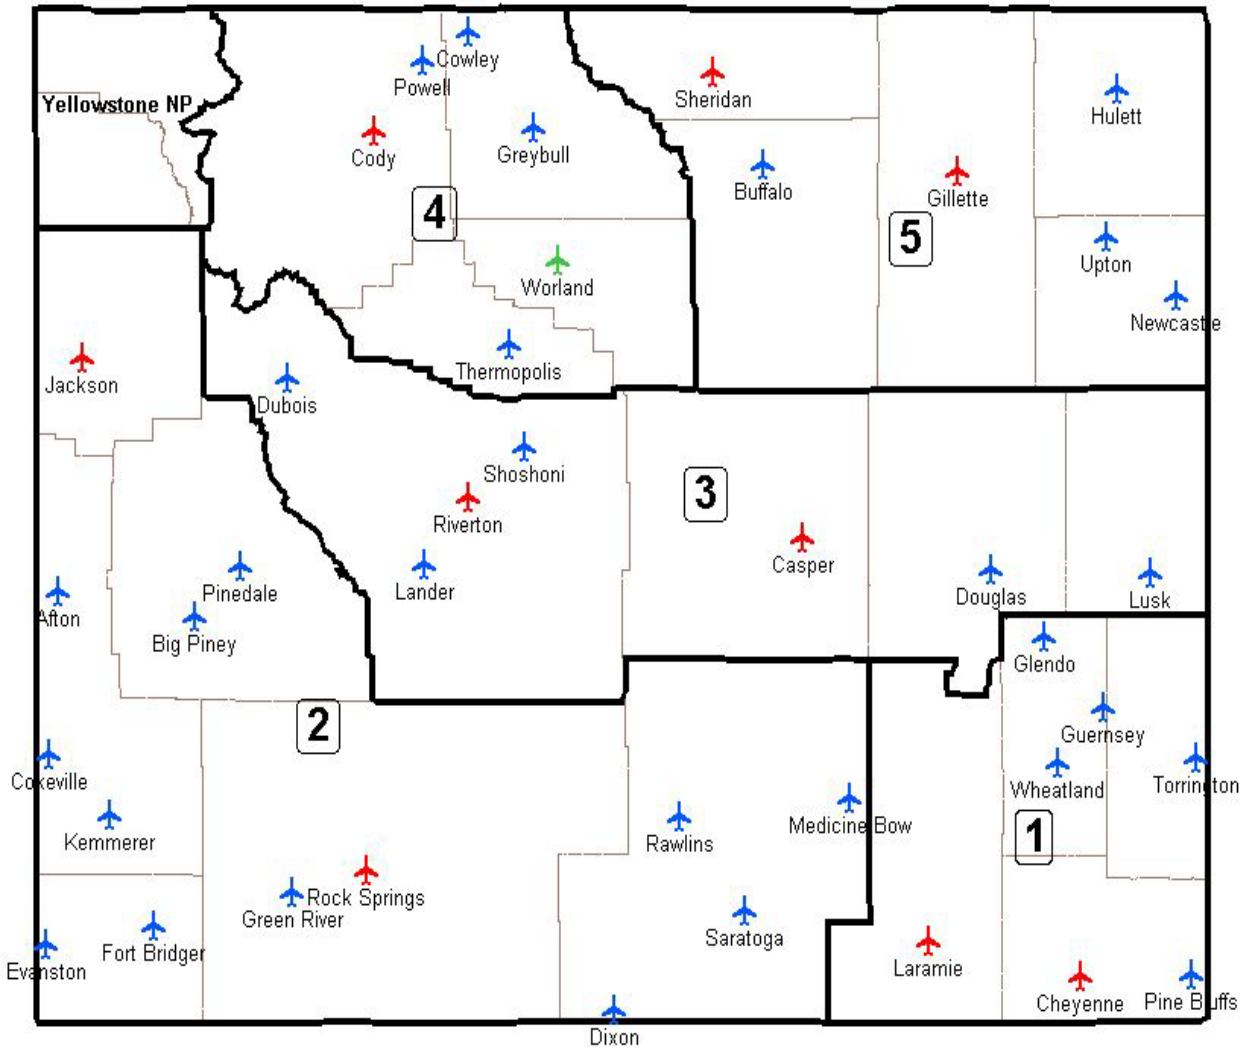 Cowley
Powell
Sheridan
Yellowstone NP
Hulett
Cody
Greybull
Buffalo
Gillette
4
5
Upton
Worland
Newcastle
Jackson
Thermopolis
Dubois
Shoshoni
3
Riverton
Casper
Pinedale
Lander
Douglas
Lusk
Afton
Big Piney
Glendo
2
Guernsey
Cokeville
Wheatland
Torrington
Kemmerer
Rawlins
Medicine Bow
1
Rock Springs
Green River
Saratoga
Fort Bridger
Evanston
Laramie
Cheyenne
Pine Bluffs
Dixon